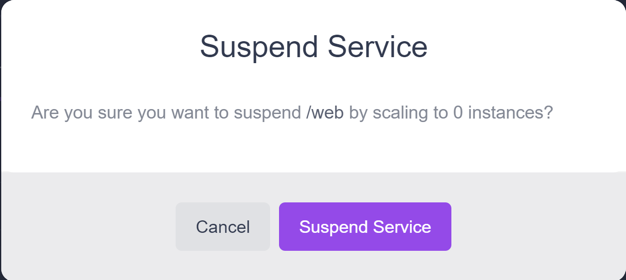 Suspend Service
Are you sure you want to suspend /web by scaling to 0 instances?
Cancel
Suspend Service